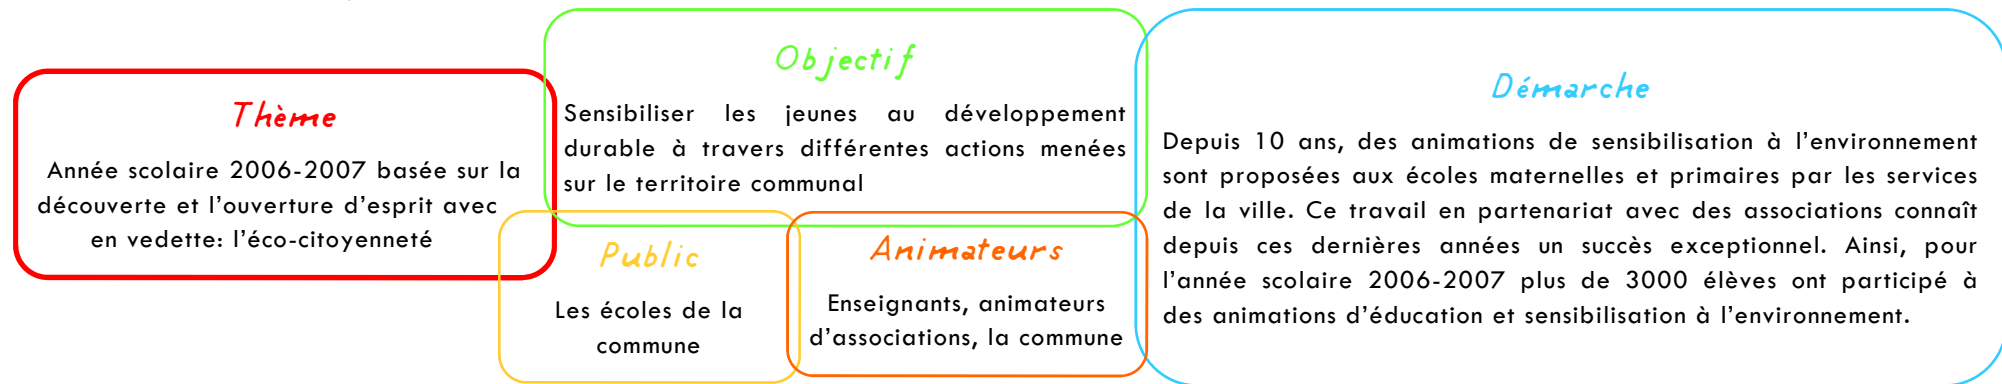 Thème
Année scolaire 2006-2007 basée sur la
découverte et l’ouverture d’esprit avec
en vedette: l’éco-citoyenneté
Objectif
Sensibiliser les jeunes au développement
durable à travers différentes actions menées
sur le territoire communal
Public
Les écoles de la
commune
Animateurs
Enseignants, animateurs
d’associations, la commune
Démarche
Depuis 10 ans, des animations de sensibilisation à l’environnement
sont proposées aux écoles maternelles et primaires par les services
de la ville. Ce travail en partenariat avec des associations connaît
depuis ces dernières années un succès exceptionnel. Ainsi, pour
l’année scolaire 2006-2007 plus de 3000 élèves ont participé à
des animations d’éducation et sensibilisation à l’environnement.